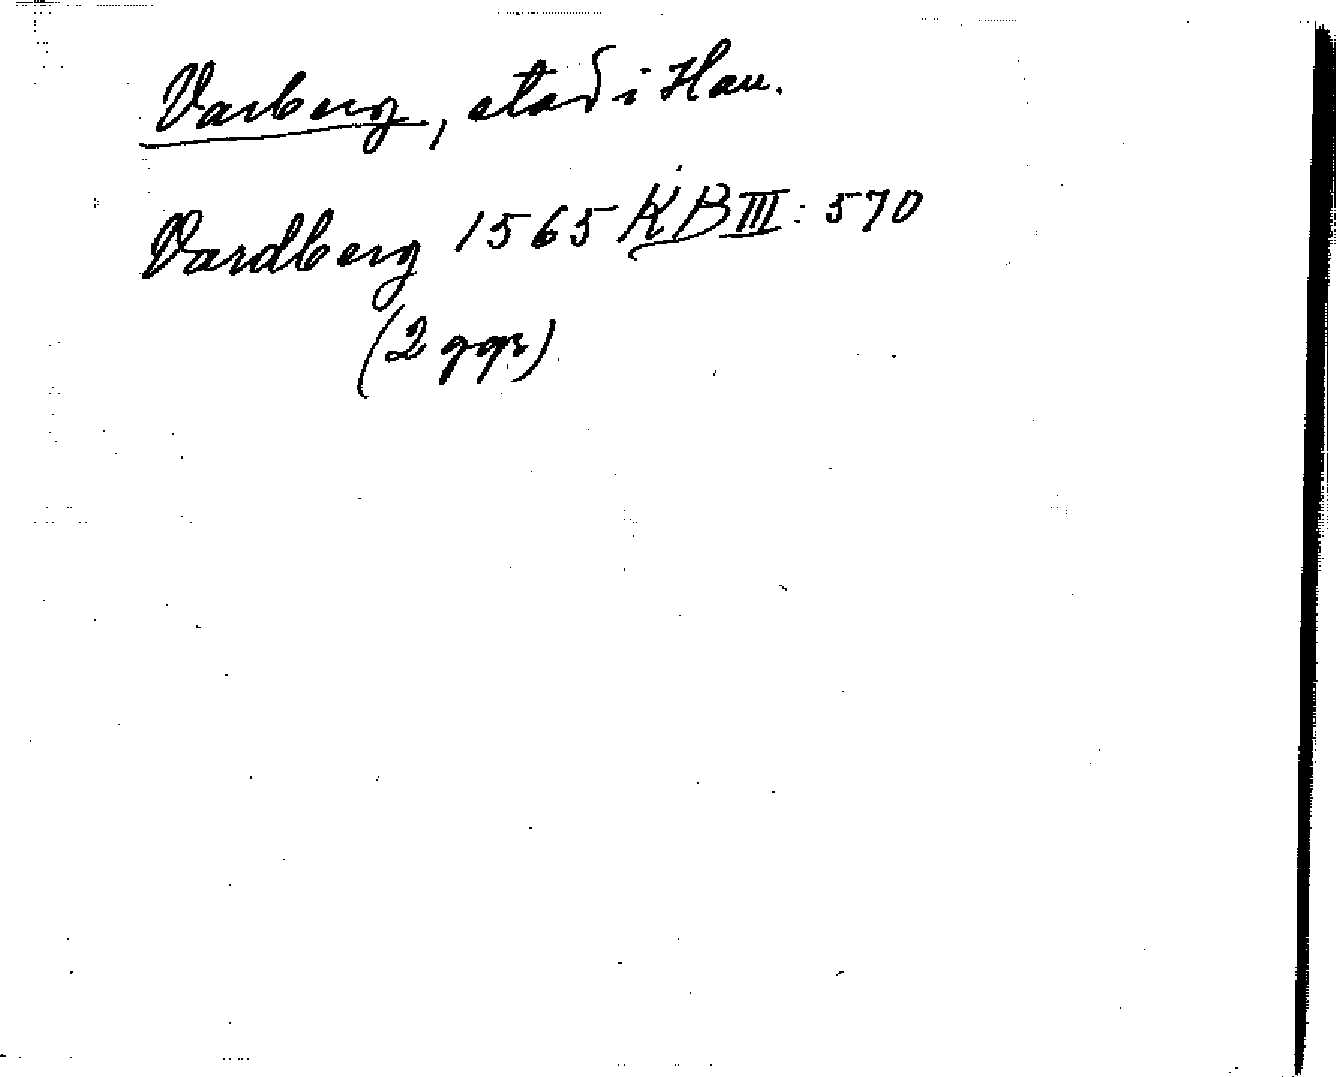 Varberg, stad i Hall.
Vardberg 1565 KB III: 570
(2 ggr)